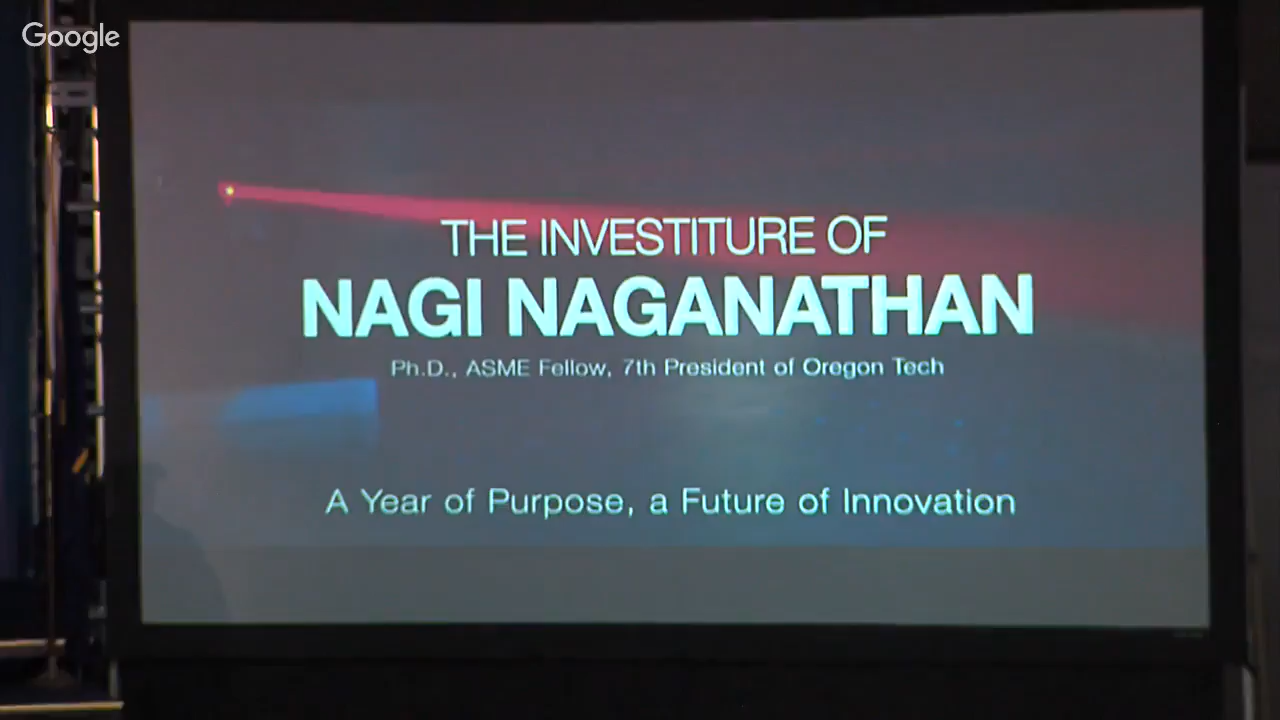 Google
THE INVESTITURE OF
NAGI NAGANATHAN
Ph.D., ASME Fellow, 7th President of Oregon Tech
A Year of Purpose, a Future of Innovation